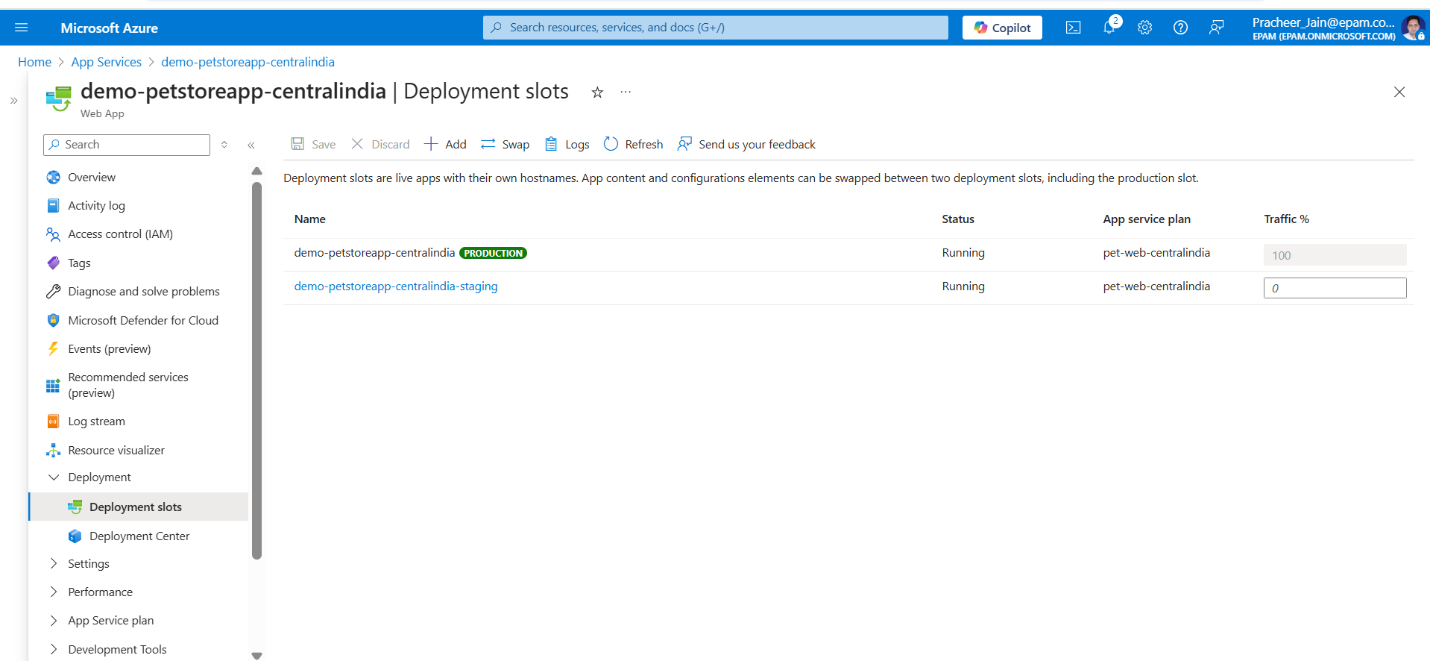 Microsoft Azure
Search resources, services, and docs (G+/)
Copilot
2
Pracheer_Jain@epam.co...
EPAM (EPAM.ONMICROSOFT.COM)
Home > App Services > demo-petstoreapp-centralindia
demo-petstoreapp-centralindia | Deployment slots
Web App
Search
Save Discard Add Swap Logs Refresh Send us your feedback
Overview
Activity log
Access control (IAM)
Tags
Diagnose and solve problems
Microsoft Defender for Cloud
Events (preview)
Recommended services
(preview)
Log stream
Resource visualizer
Deployment
Deployment slots
Deployment Center
Settings
Performance
App Service plan
Development Tools
Deployment slots are live apps with their own hostnames. App content and configurations elements can be swapped between two deployment slots, including the production slot.
Name Status App service plan Traffic %
demo-petstoreapp-centralindia PRODUCTION Running pet-web-centralindia 100
demo-petstoreapp-centralindia-staging Running pet-web-centralindia 0